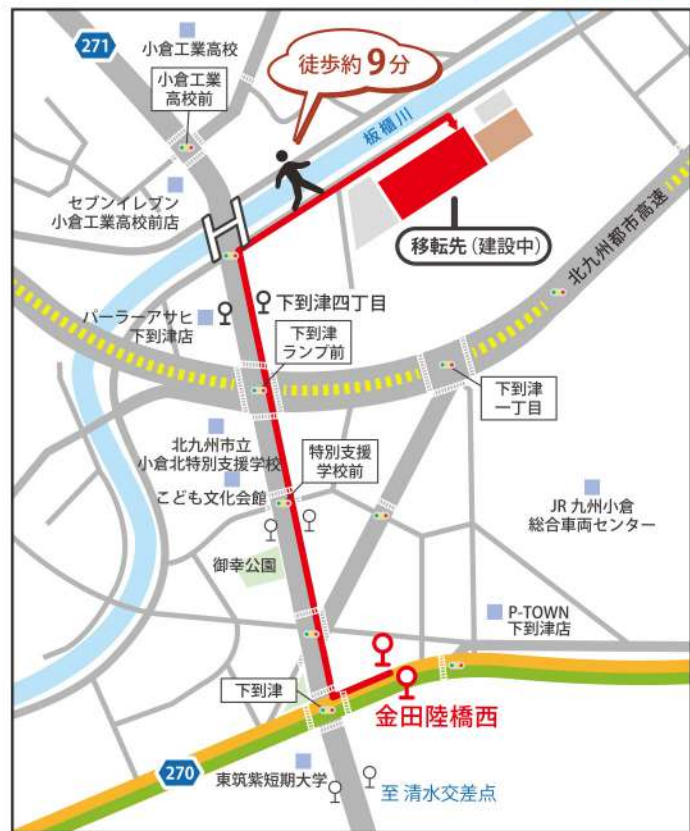 271
小倉工業高校
小倉工業
高校前
徒歩約9分
板櫃川
セブンイレブン
小倉工業高校前店
移転先(建設中)
北九州都市高速
下到津四丁目
パーラーアサヒ
下到津店
下到津
ランプ前
下到津
一丁目
北九州市立
小倉北特別支援学校
特別支援
学校前
こども文化会館
JR九州小倉
総合車両センター
御幸公園
P-TOWN
下到津店
下到津
金田陸橋西
270
東筑紫短期大学
至 清水交差点